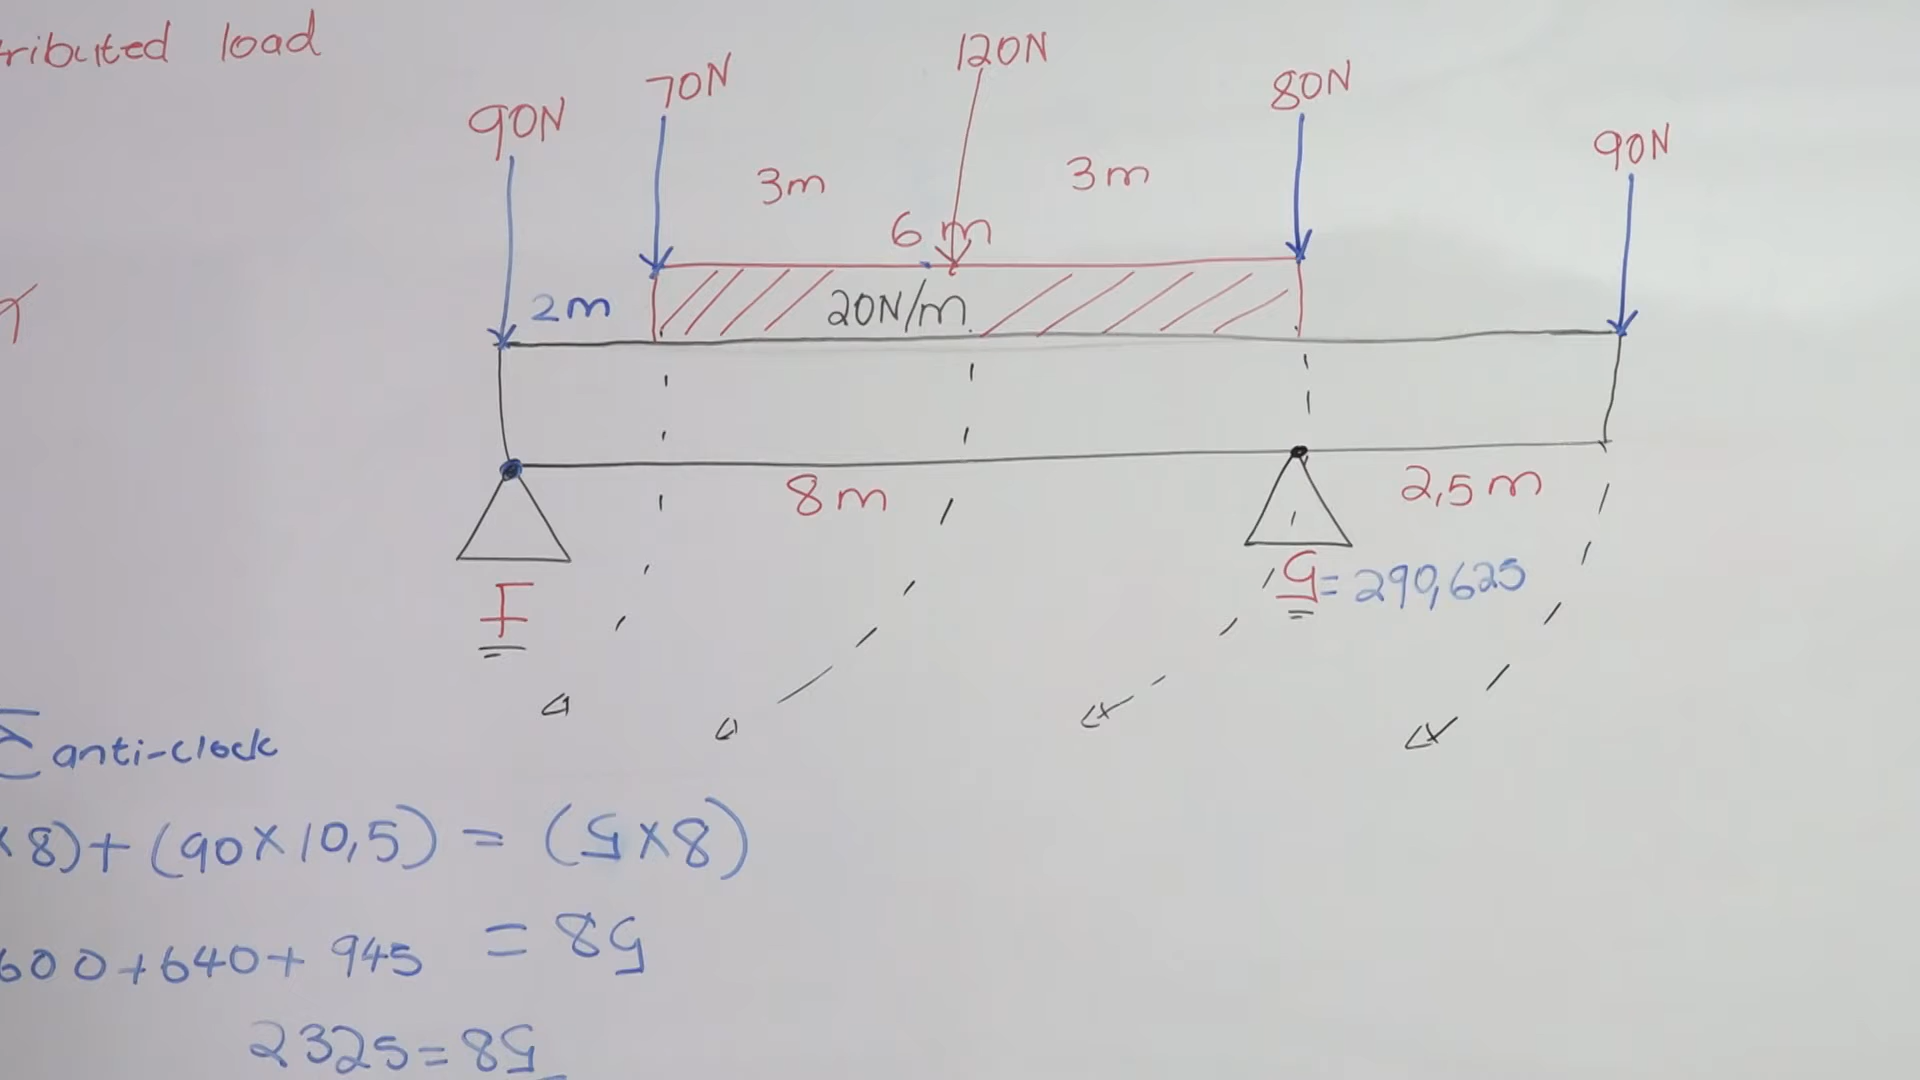 tributed load
90N
70N
120N
80N
90N
3m
3m
6m
2m
20N/m
8m
2,5m
F
G = 290,625
Σ anti-clock
× 8) + (90 × 10,5) = (G × 8)
600 + 640 + 945 = 8G
2325 = 8G